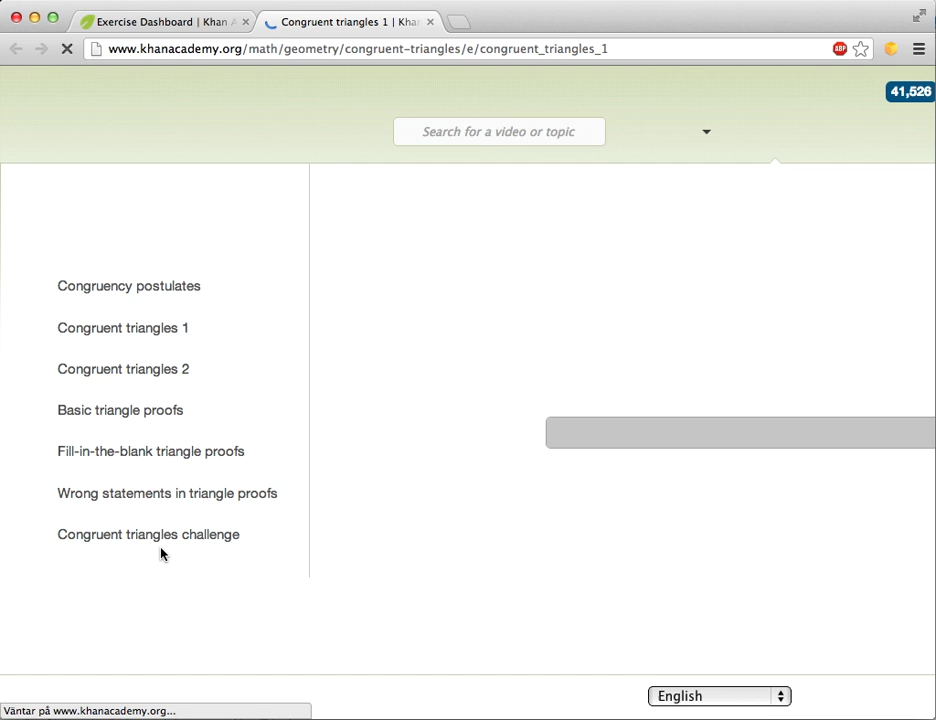 Exercise Dashboard | Khan A
Congruent triangles 1 | Khan
www.khanacademy.org/math/geometry/congruent-triangles/e/congruent_triangles_1
ABP
41,526
Search for a video or topic
Congruency postulates
Congruent triangles 1
Congruent triangles 2
Basic triangle proofs
Fill-in-the-blank triangle proofs
Wrong statements in triangle proofs
Congruent triangles challenge
English
Väntar på www.khanacademy.org...